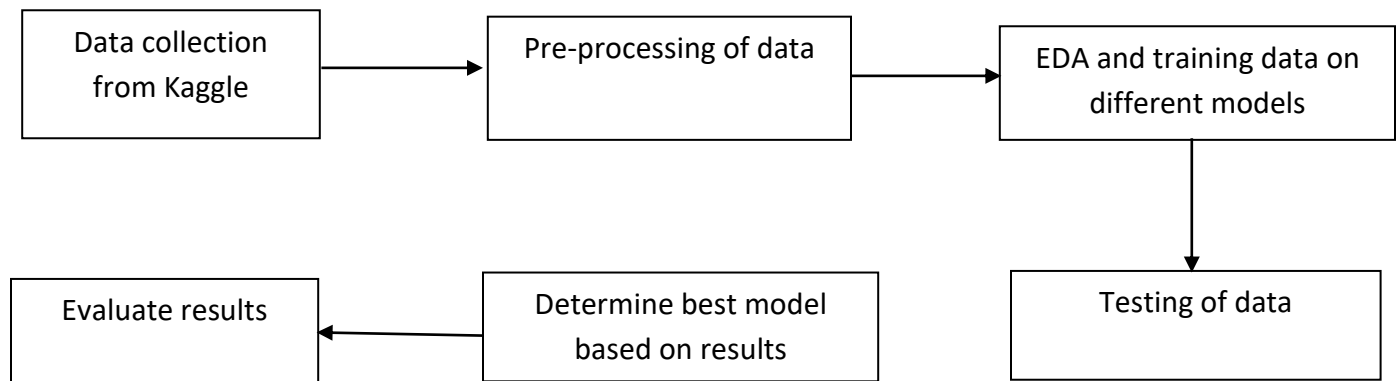 Data collection
from Kaggle
Pre-processing of data
EDA and training data on
different models
Testing of data
Determine best model
based on results
Evaluate results